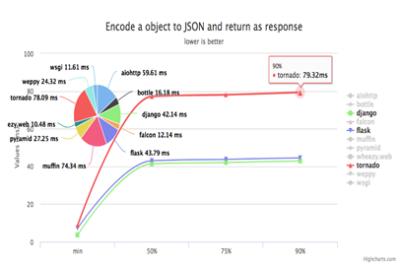 Encode a object to JSON and return as response
lower is better
100
80
60
40
20
0
Values (ms)
wsgi 11.61 ms
weppy 24.32 ms
tornado 78.09 ms
ezy.web 10.48 ms
pyramid 27.25 ms
muffin 74.34 ms
aiohttp 59.61 ms
bottle 16.18 ms
django 42.14 ms
falcon 12.14 ms
flask 43.79 ms
90%
tornado: 79.32ms
min
50%
75%
90%
aiohttp
bottle
django
falcon
flask
muffin
pyramid
wheezy.web
tornado
weppy
wsgi
Highcharts.com